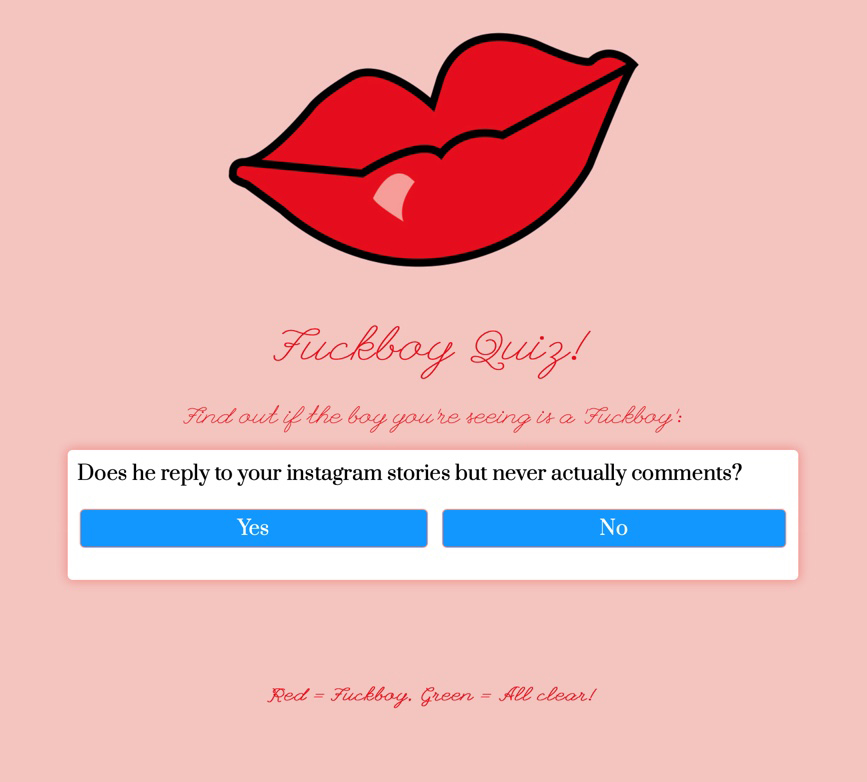 Fuckboy Quiz!
Find out if the boy you're seeing is a 'Fuckboy':
Does he reply to your instagram stories but never actually comments?
Yes
No
Red = Fuckboy, Green = All clear!